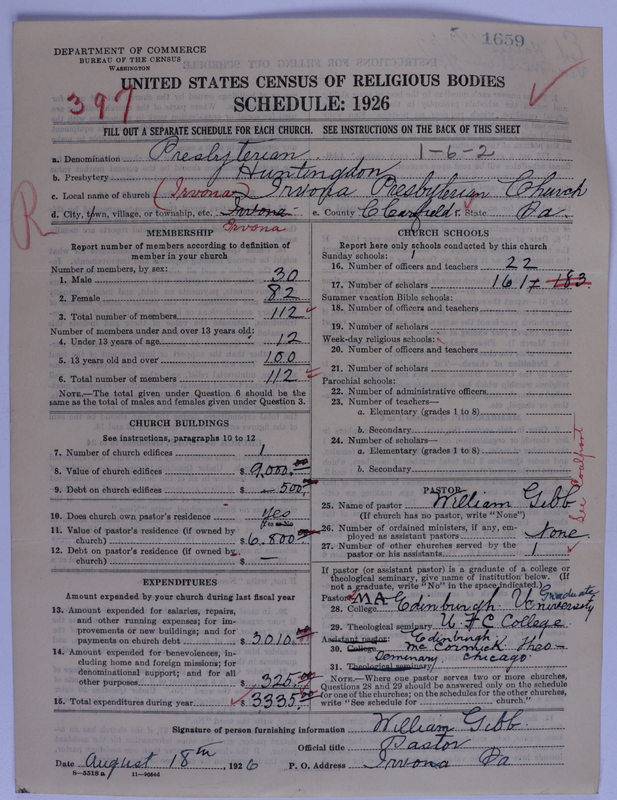 1659
DEPARTMENT OF COMMERCE
BUREAU OF THE CENSUS
WASHINGTON
UNITED STATES CENSUS OF RELIGIOUS BODIES
397
SCHEDULE: 1926
FILL OUT A SEPARATE SCHEDULE FOR EACH CHURCH. SEE INSTRUCTIONS ON THE BACK OF THIS SHEET
a. Denomination Presbyterian 1-6-2
b. Presbytery Huntingdon
c. Local name of church (Irvona) Irvona Presbyterian Church
R
d. City, town, village, or township, etc. Irvona e. County Clearfield f. State Pa.
MEMBERSHIP
Report number of members according to definition of member in your church
Number of members, by sex:
1. Male 30
2. Female 82
3. Total number of members 112
Number of members under and over 13 years old:
4. Under 13 years of age 12
5. 13 years old and over 100
6. Total number of members 112
NOTE.—The total given under Question 6 should be the same as the total of males and females given under Question 3.
CHURCH BUILDINGS
See instructions, paragraphs 10 to 12
7. Number of church edifices 1
8. Value of church edifices $ 9,000.00
9. Debt on church edifices $ 500.00
10. Does church own pastor's residence yes
(Yes or No)
11. Value of pastor's residence (if owned by church) $ 6,800.00
12. Debt on pastor's residence (if owned by church) $ —
EXPENDITURES
Amount expended by your church during last fiscal year
13. Amount expended for salaries, repairs, and other running expenses; for improvements or new buildings; and for payments on church debt $ 3010.00
14. Amount expended for benevolences, including home and foreign missions; for denominational support; and for all other purposes $ 325.00
15. Total expenditures during year $ 3335.00
CHURCH SCHOOLS
Report here only schools conducted by this church
Sunday schools: 1
16. Number of officers and teachers 22
17. Number of scholars 161 183
Summer vacation Bible schools:
18. Number of officers and teachers
19. Number of scholars
Week-day religious schools:
20. Number of officers and teachers
21. Number of scholars
Parochial schools:
22. Number of administrative officers
23. Number of teachers—
a. Elementary (grades 1 to 8)
b. Secondary
24. Number of scholars—
a. Elementary (grades 1 to 8)
b. Secondary
See Coalport
PASTOR
25. Name of pastor William Gibb
(If church has no pastor, write "None")
26. Number of ordained ministers, if any, employed as assistant pastors None
27. Number of other churches served by the pastor or his assistants 1
If pastor (or assistant pastor) is a graduate of a college or theological seminary, give name of institution below. (If not a graduate, write "No" in the space indicated.)
Pastor: Graduate
28. College MA Edinburgh University
29. Theological seminary U F C College
Assistant pastor: Edinburgh
30. College McCormick Theo-
Seminary Chicago
31. Theological seminary
NOTE.—Where one pastor serves two or more churches, Questions 28 and 29 should be answered only on the schedule for one of the churches; on the schedules for the other churches, write "See schedule for church."
Signature of person furnishing information William Gibb
Official title Pastor
Date August 18th, 1926 P. O. Address Irvona Pa
8—5518 a